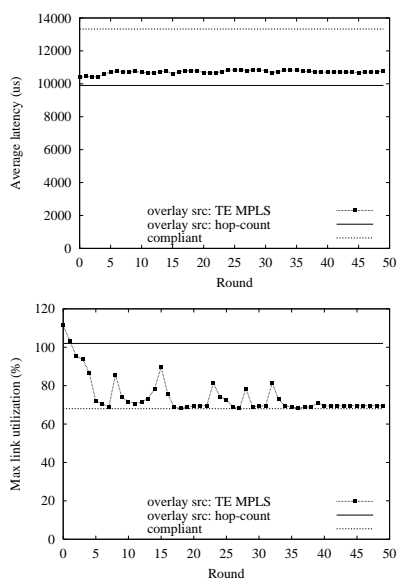 14000
12000
10000
8000
6000
4000
2000
0
Average latency (us)
overlay src: TE MPLS
overlay src: hop-count
compliant
0 5 10 15 20 25 30 35 40 45 50
Round
120
100
80
60
40
20
0
Max link utilization (%)
overlay src: TE MPLS
overlay src: hop-count
compliant
0 5 10 15 20 25 30 35 40 45 50
Round